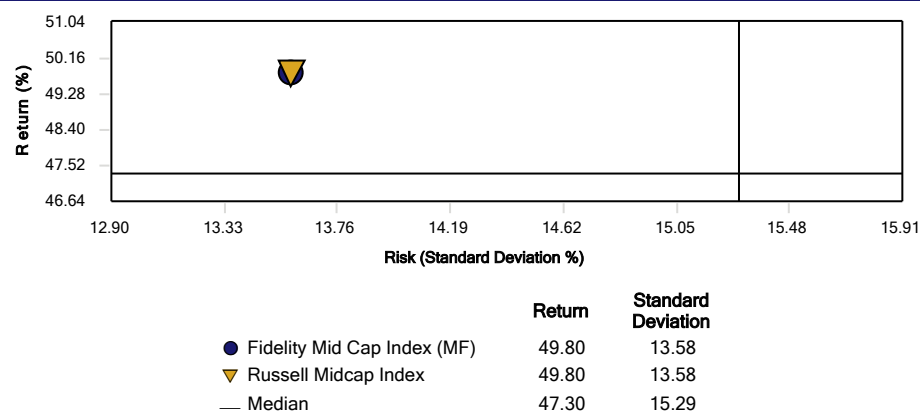 51.04
50.16
49.28
48.40
47.52
46.64
Return (%)
12.90 13.33 13.76 14.19 14.62 15.05 15.48 15.91
Risk (Standard Deviation %)
Return Standard Deviation
Fidelity Mid Cap Index (MF) 49.80 13.58
Russell Midcap Index 49.80 13.58
Median 47.30 15.29